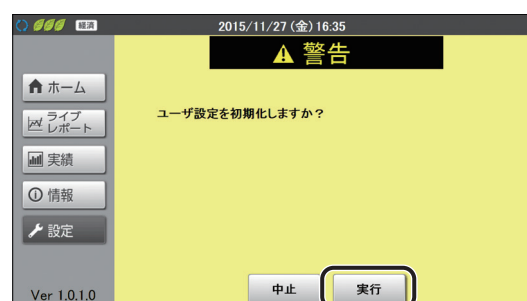 経済 2015/11/27 (金) 16:35
警告
ホーム
ユーザ設定を初期化しますか？
ライブ
レポート
実績
情報
設定
中止 実行
Ver 1.0.1.0